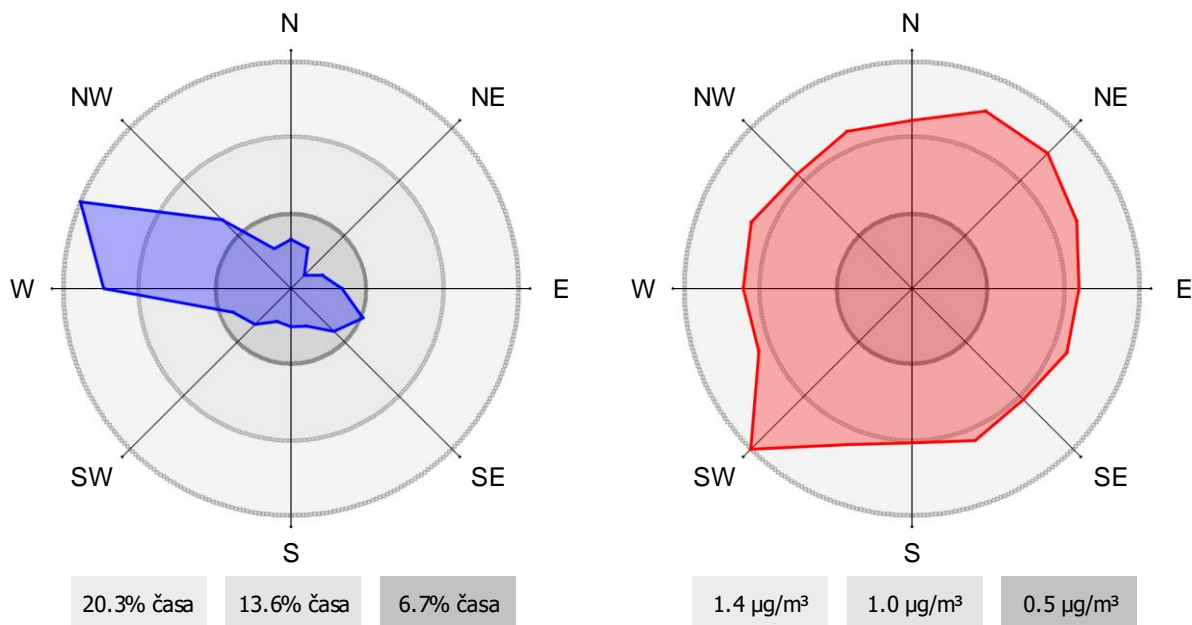 N
NW
NE
W
E
SW
SE
S
20.3% časa
13.6% časa
6.7% časa
N
NW
NE
W
E
SW
SE
S
1.4 µg/m³
1.0 µg/m³
0.5 µg/m³